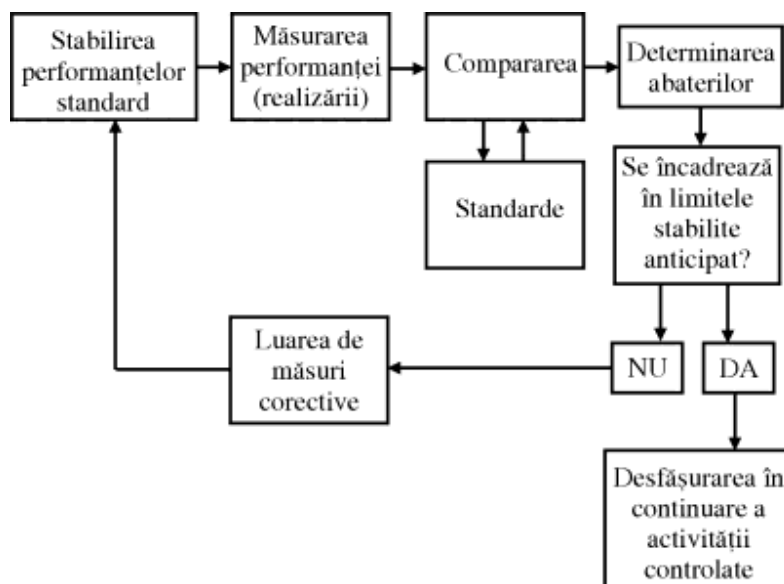 Stabilirea
performanțelor
standard
Măsurarea
performanței
(realizării)
Compararea
Determinarea
abaterilor
Standarde
Se încadrează
în limitele
stabilite
anticipat?
NU
DA
Luarea de
măsuri
corective
Desfășurarea în
continuare a
activității
controlate